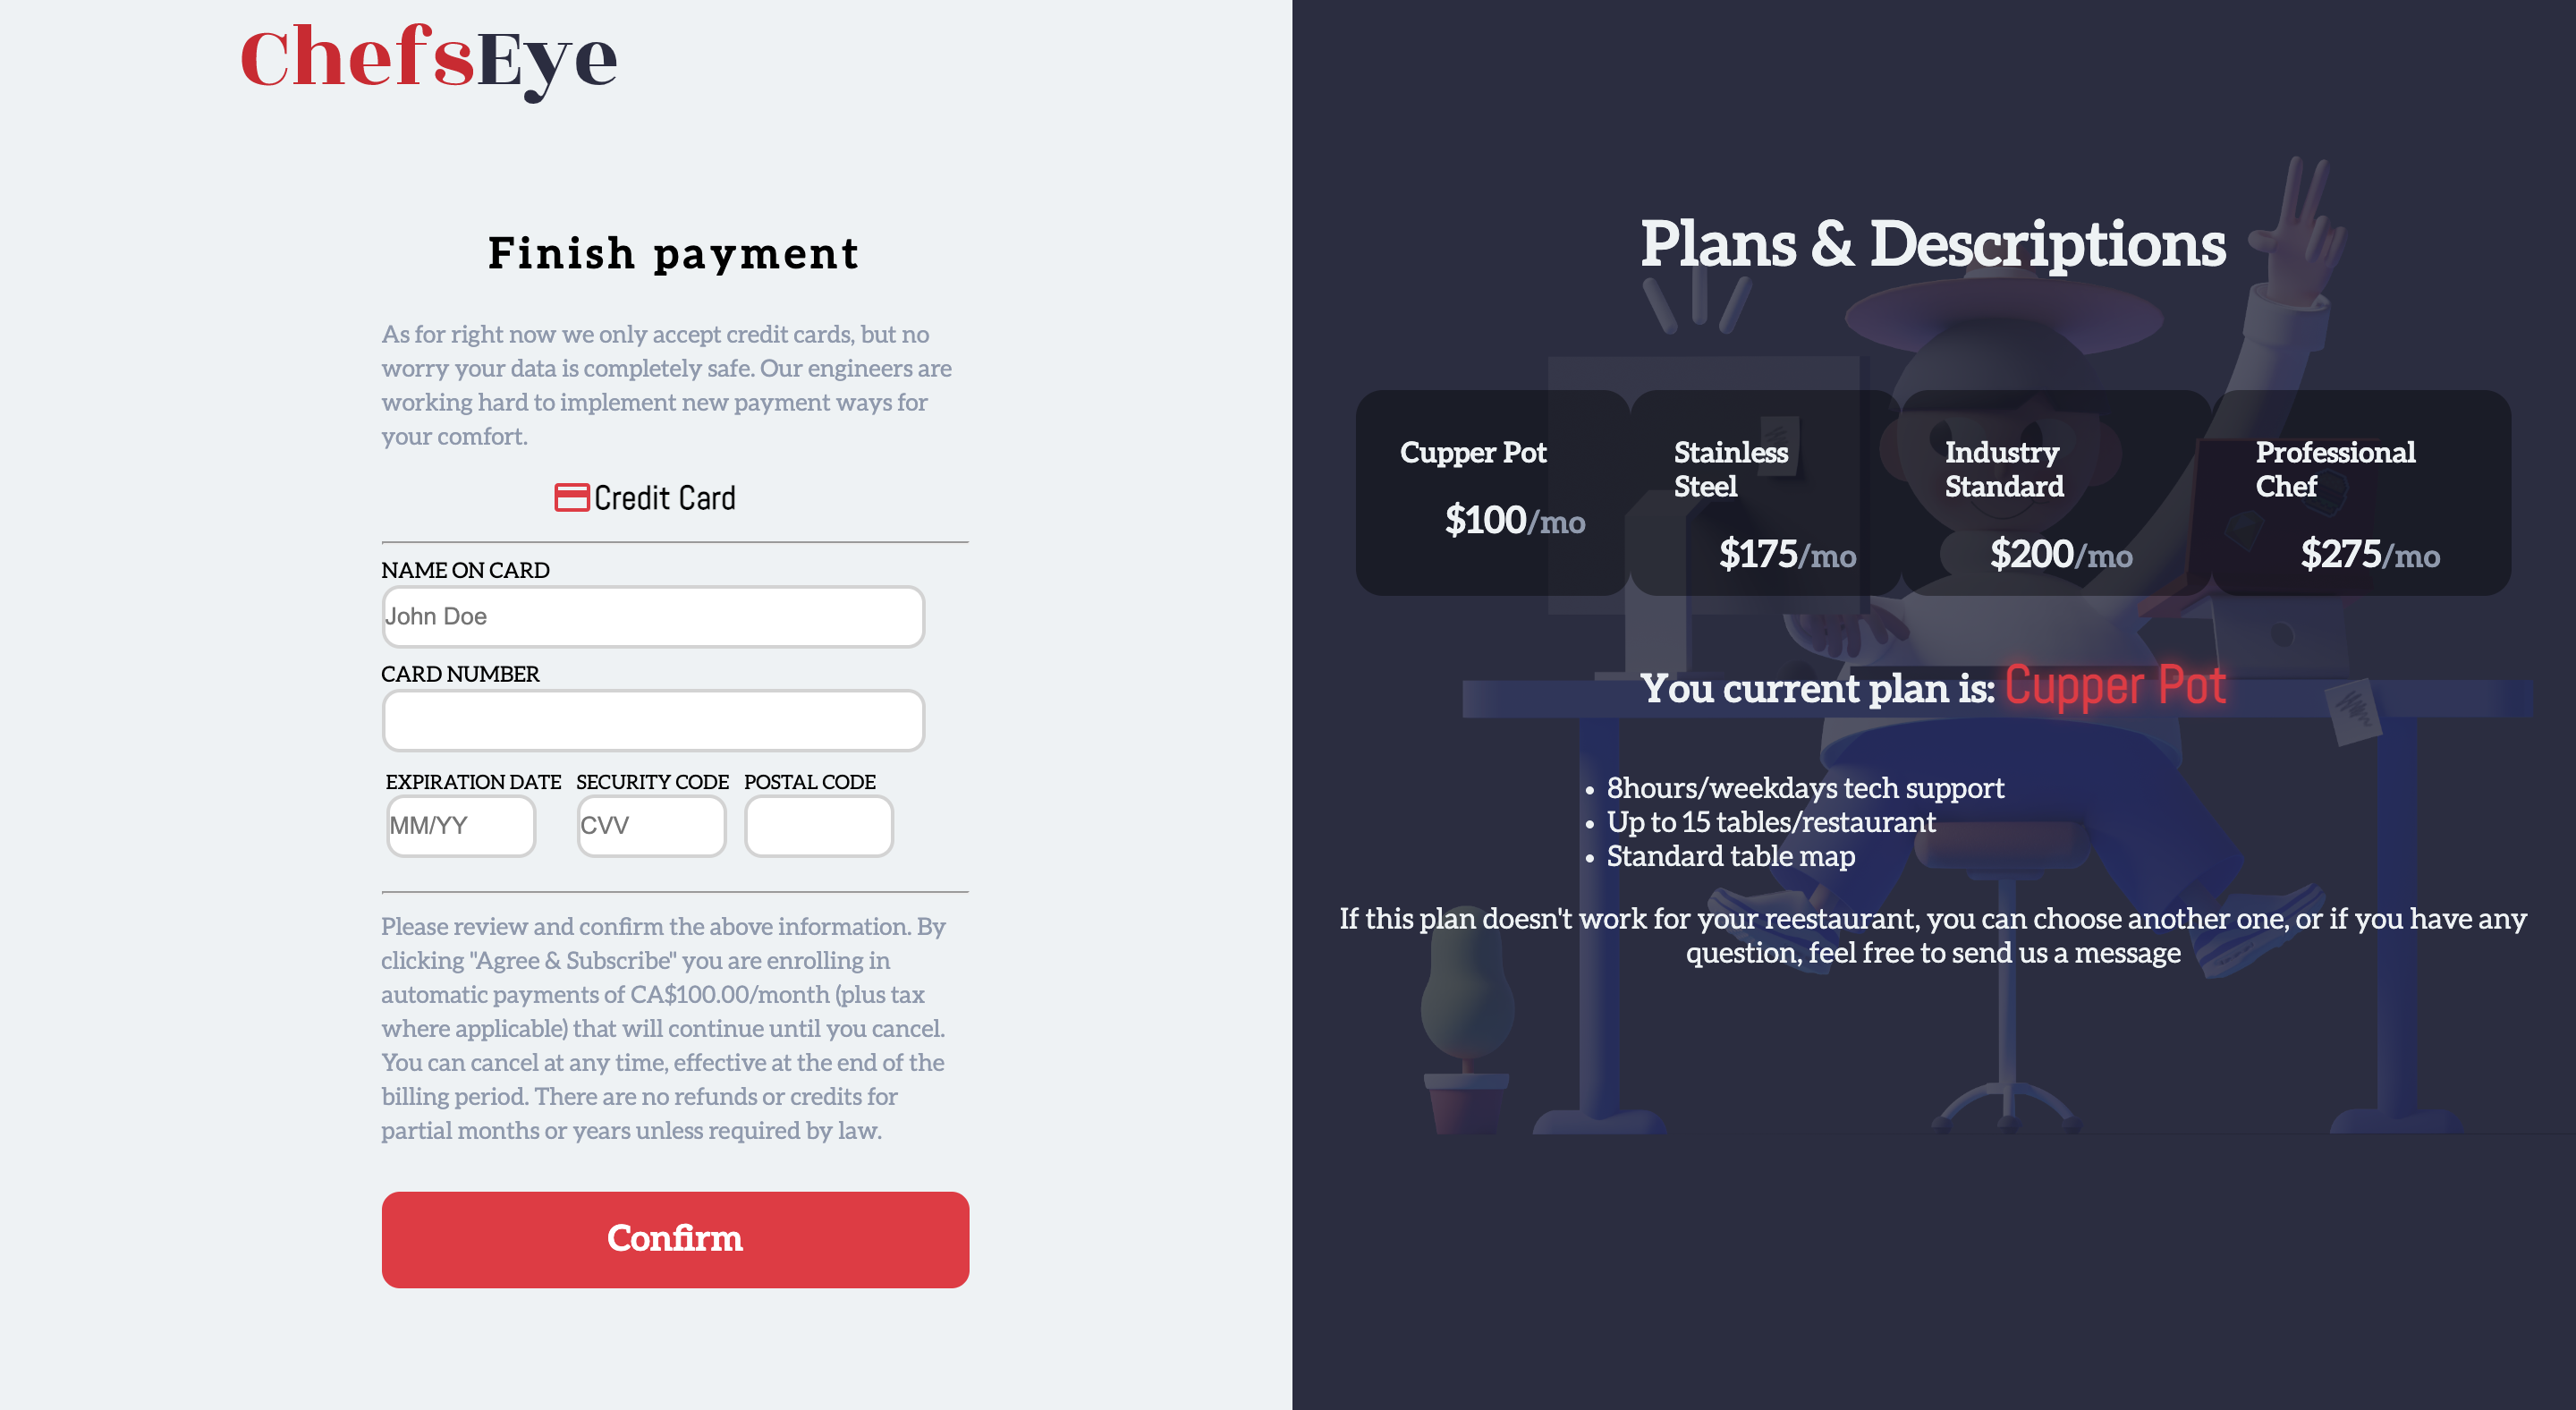 ChefsEye
Finish payment
As for right now we only accept credit cards, but no
worry your data is completely safe. Our engineers are
working hard to implement new payment ways for
your comfort.
Credit Card
NAME ON CARD
John Doe
CARD NUMBER
EXPIRATION DATE SECURITY CODE POSTAL CODE
MM/YY CVV
Please review and confirm the above information. By
clicking "Agree & Subscribe" you are enrolling in
automatic payments of CA$100.00/month (plus tax
where applicable) that will continue until you cancel.
You can cancel at any time, effective at the end of the
billing period. There are no refunds or credits for
partial months or years unless required by law.
Confirm
Plans & Descriptions
Cupper Pot
$100/mo
Stainless
Steel
$175/mo
Industry
Standard
$200/mo
Professional
Chef
$275/mo
You current plan is: Cupper Pot
• 8hours/weekdays tech support
• Up to 15 tables/restaurant
• Standard table map
If this plan doesn't work for your reestaurant, you can choose another one, or if you have any
question, feel free to send us a message